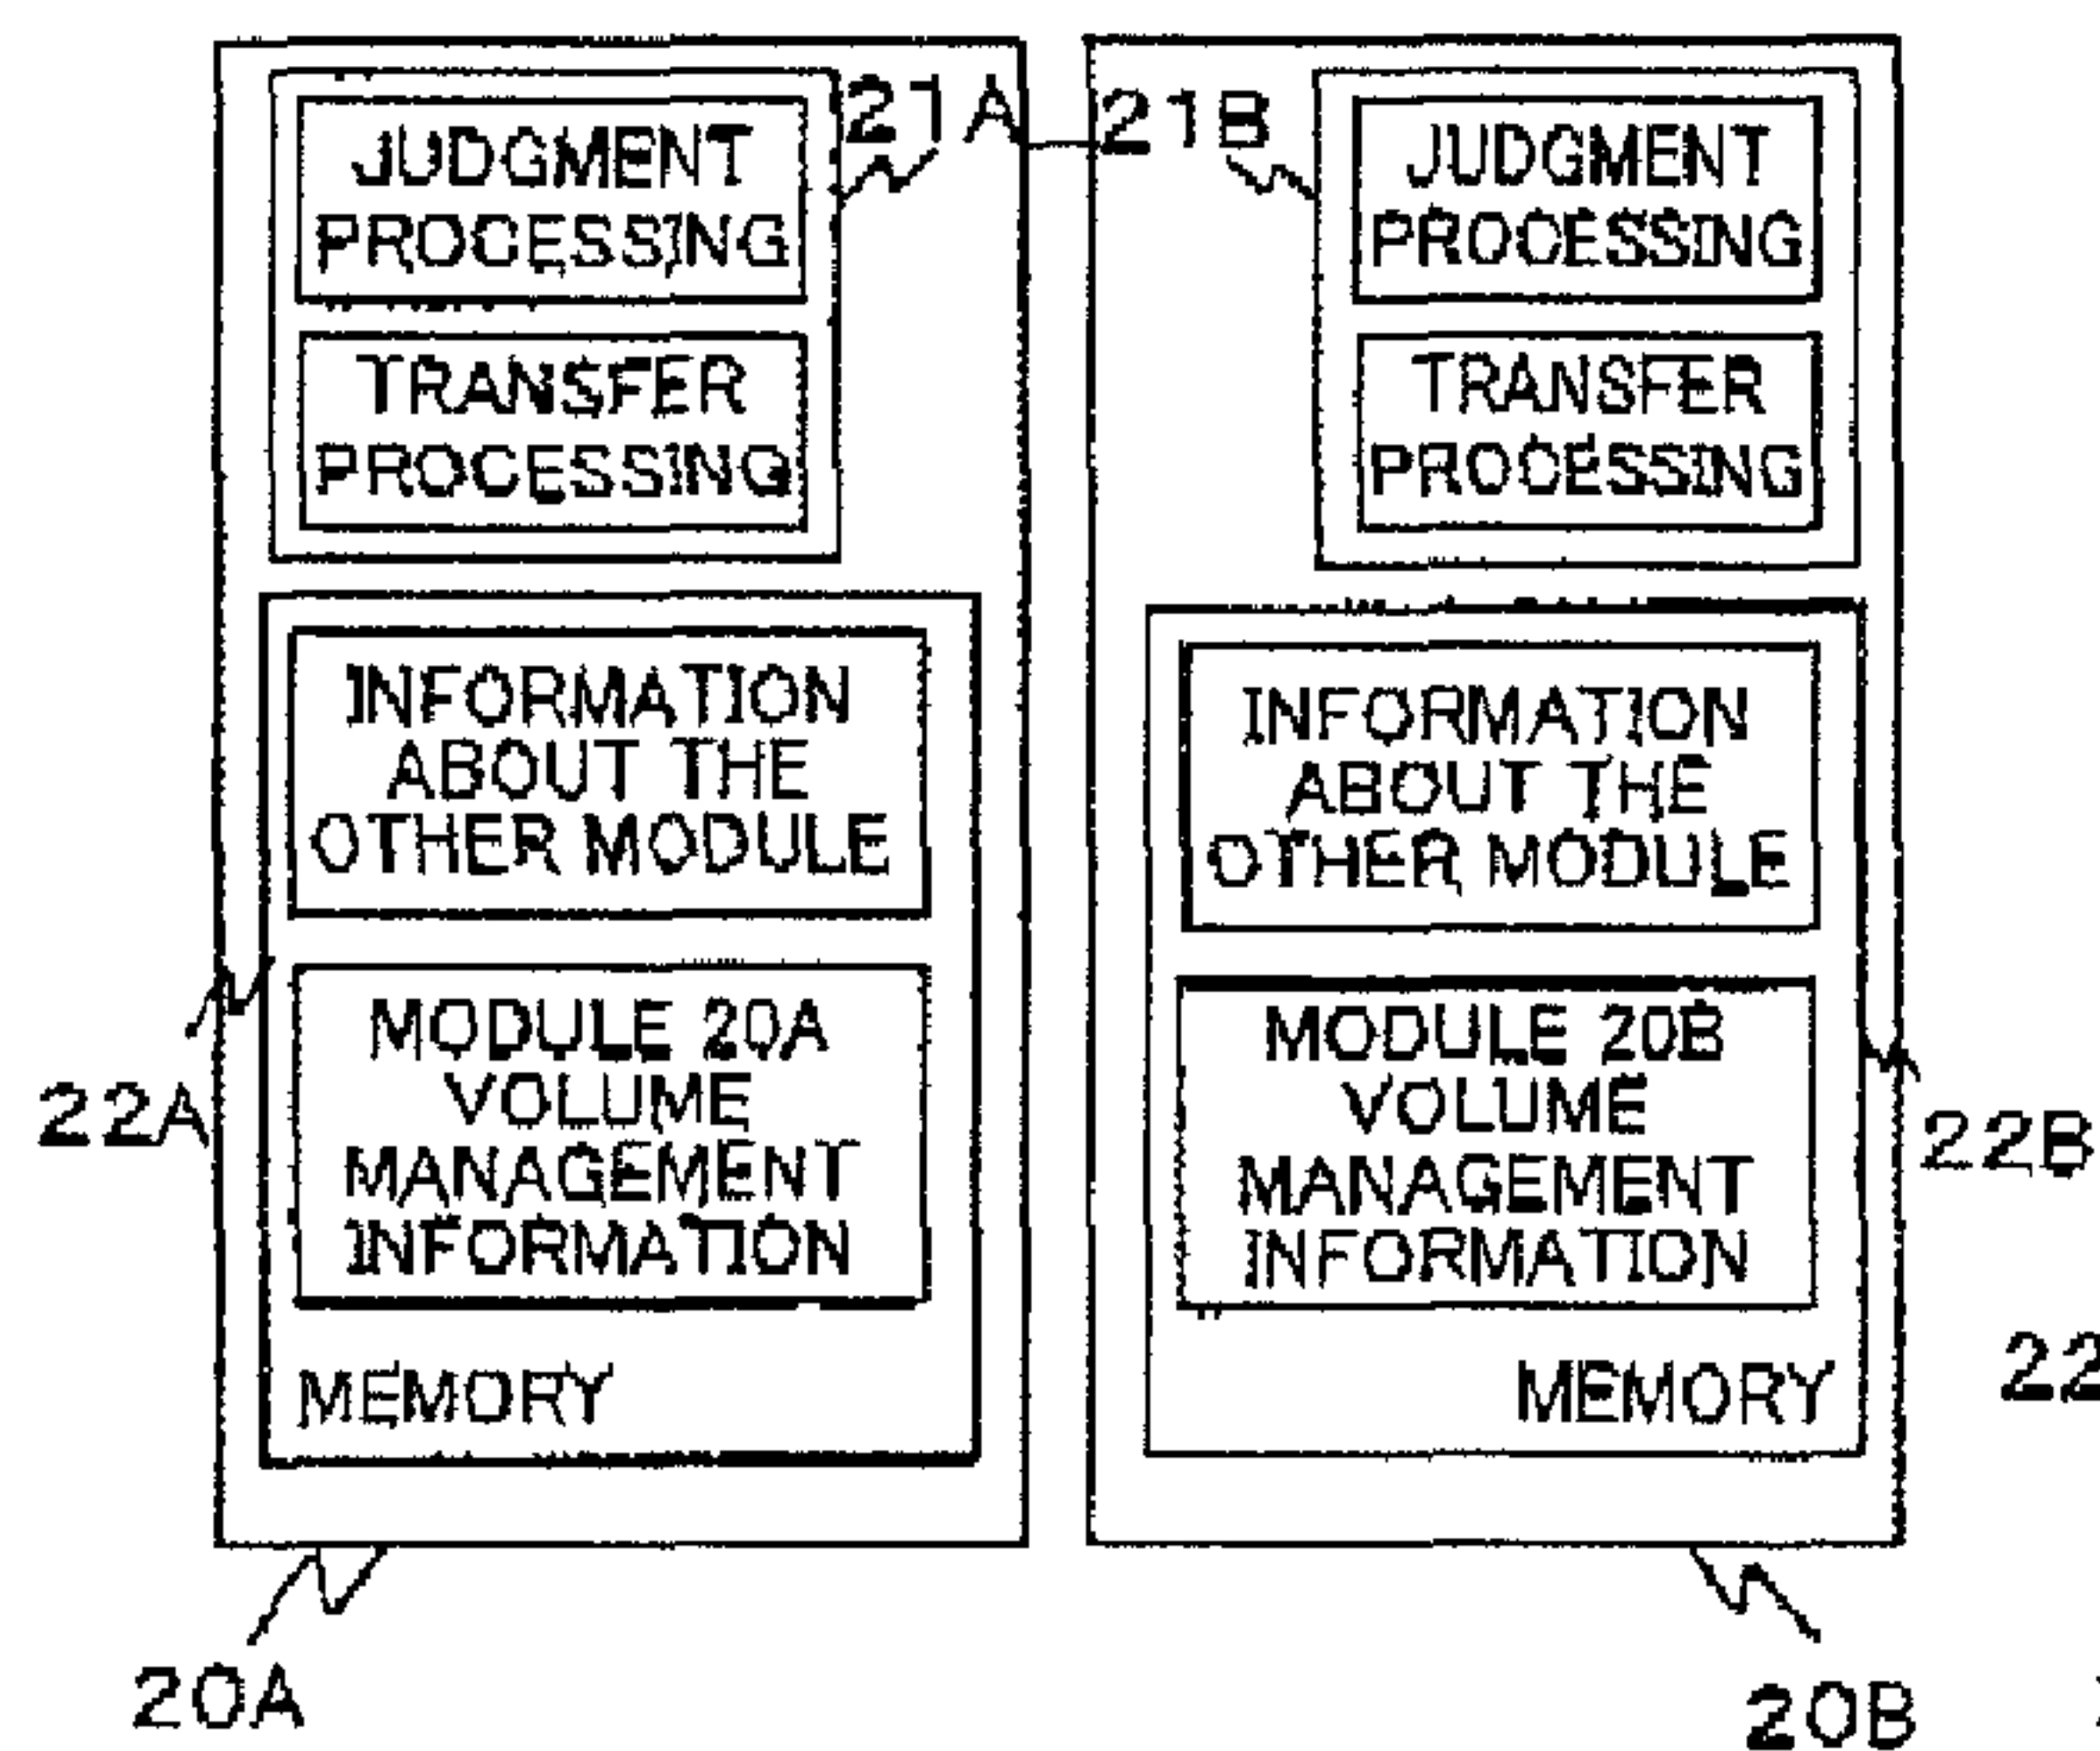 JUDGMENT
PROCESSING
TRANSFER
PROCESSING
21A
INFORMATION
ABOUT THE
OTHER MODULE
MODULE 20A
VOLUME
MANAGEMENT
INFORMATION
MEMORY
22A
20A
21B
JUDGMENT
PROCESSING
TRANSFER
PROCESSING
INFORMATION
ABOUT THE
OTHER MODULE
MODULE 20B
VOLUME
MANAGEMENT
INFORMATION
MEMORY
22B
20B
22